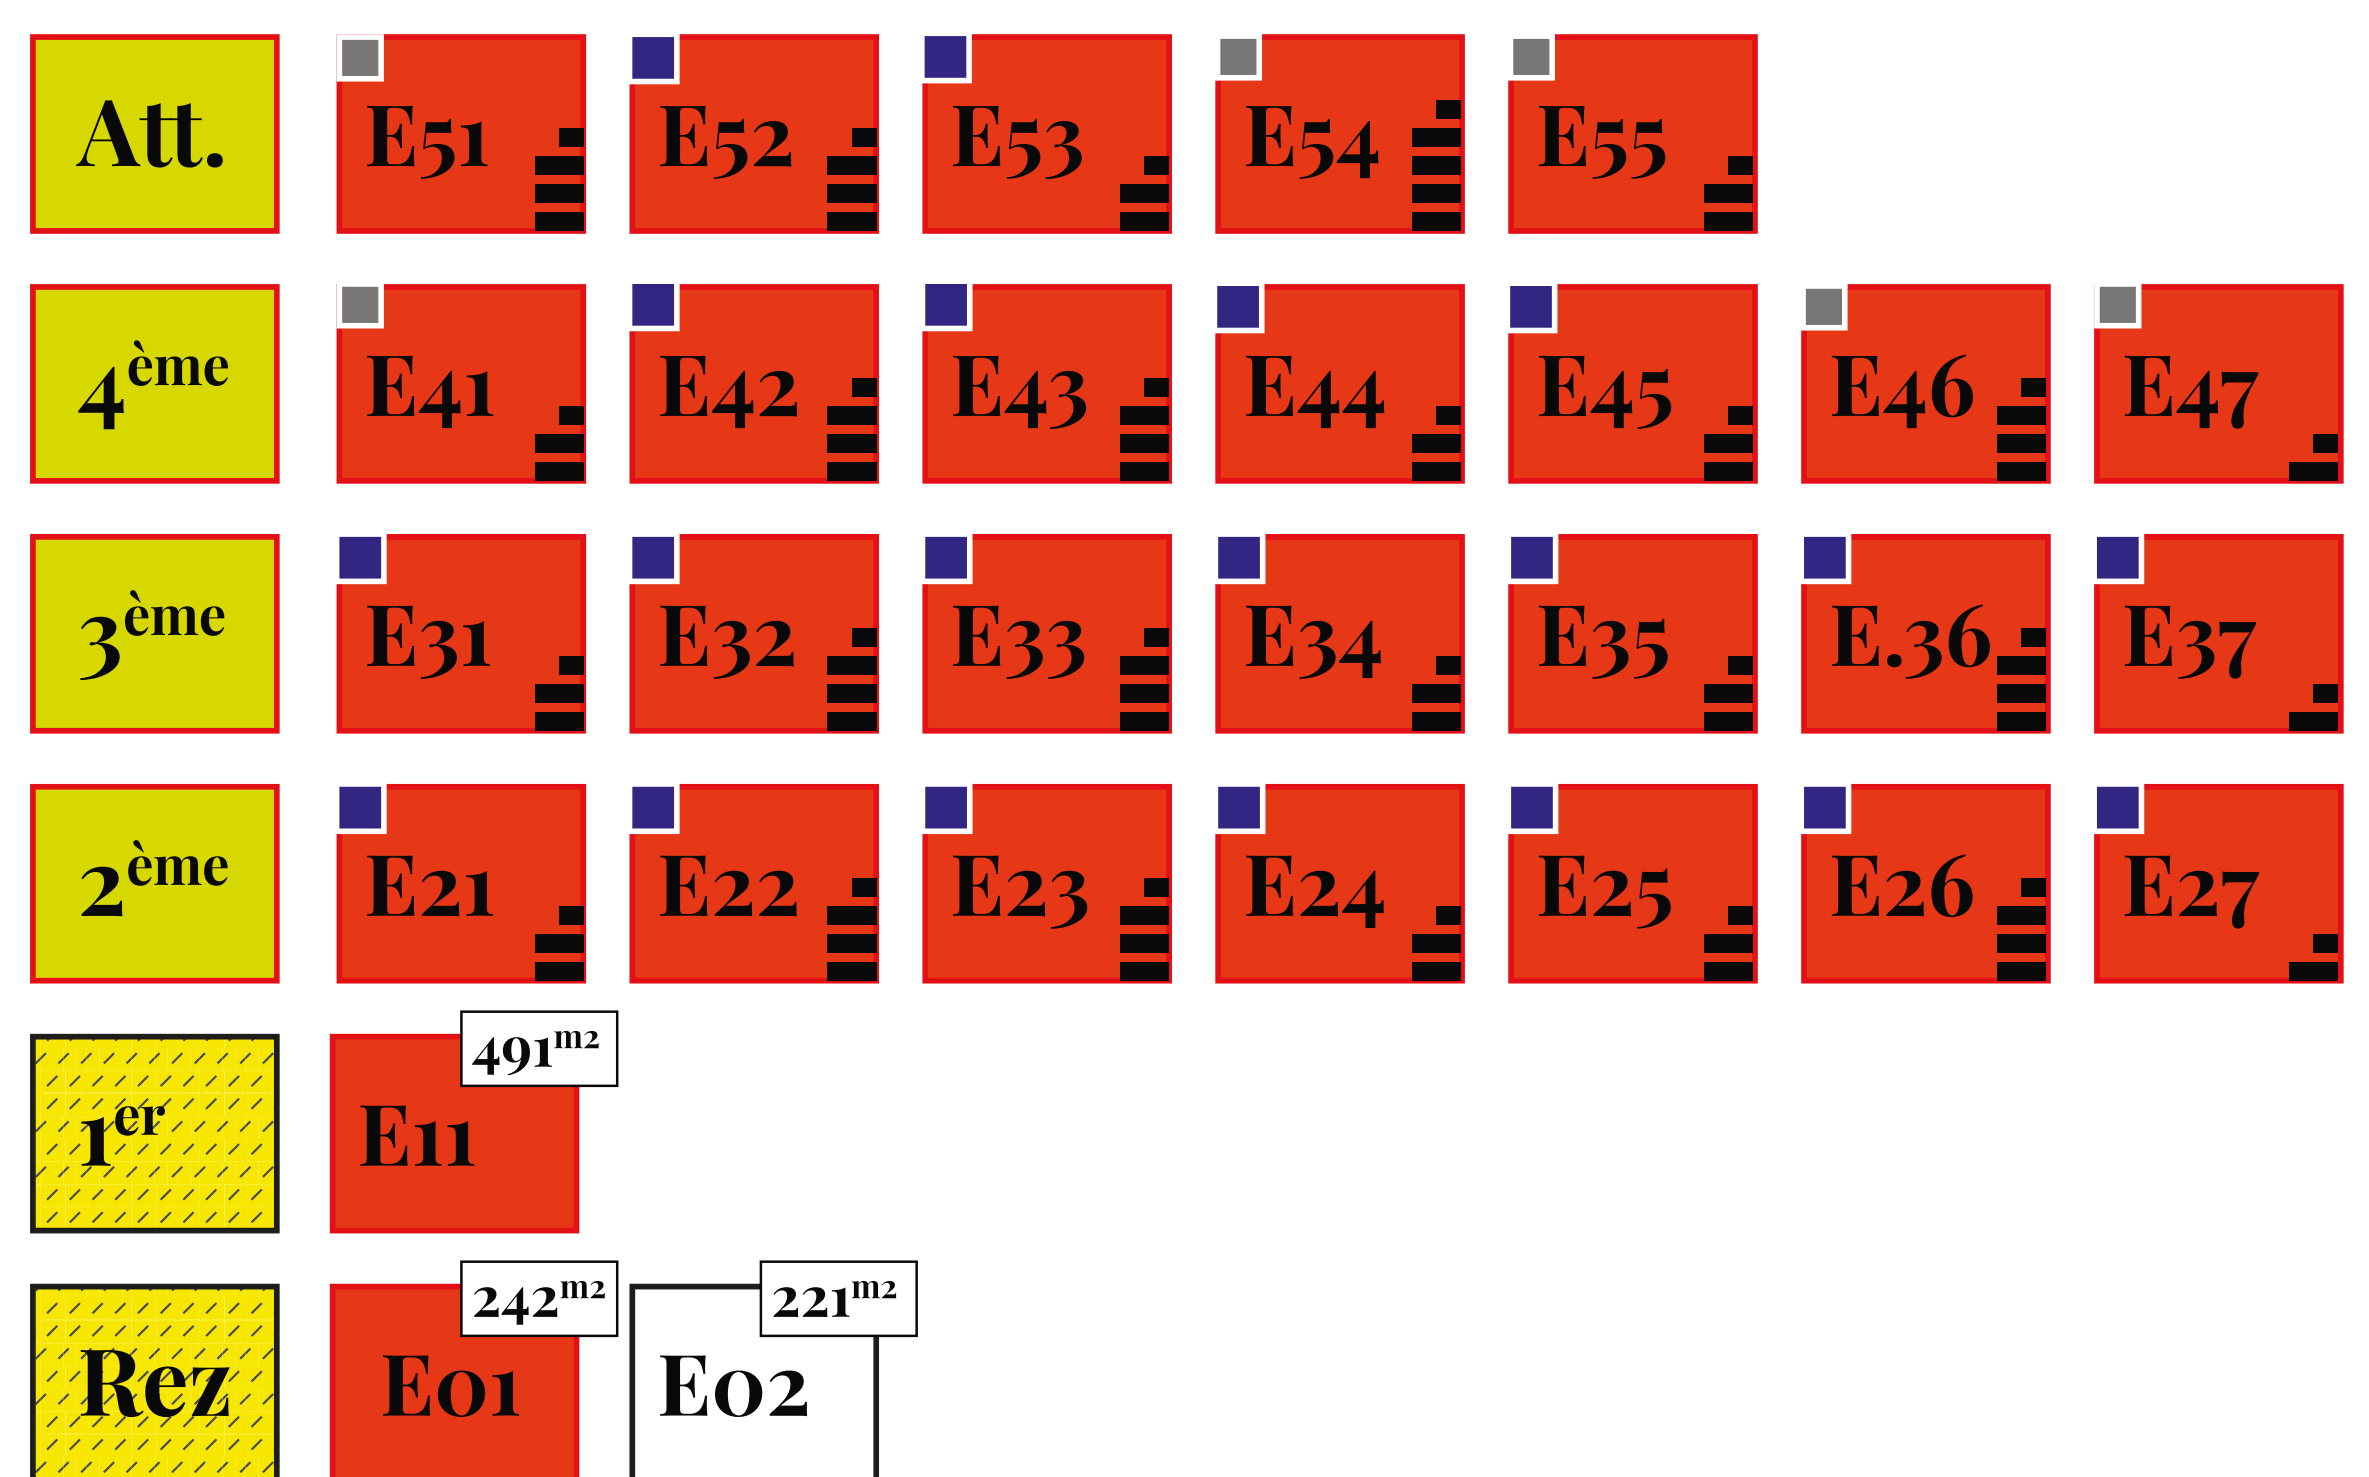 Att. E51 E52 E53 E54 E55
4ème E41 E42 E43 E44 E45 E46 E47
3ème E31 E32 E33 E34 E35 E.36 E37
2ème E21 E22 E23 E24 E25 E26 E27
491m2
1er E11
242m2 221m2
Rez E01 E02